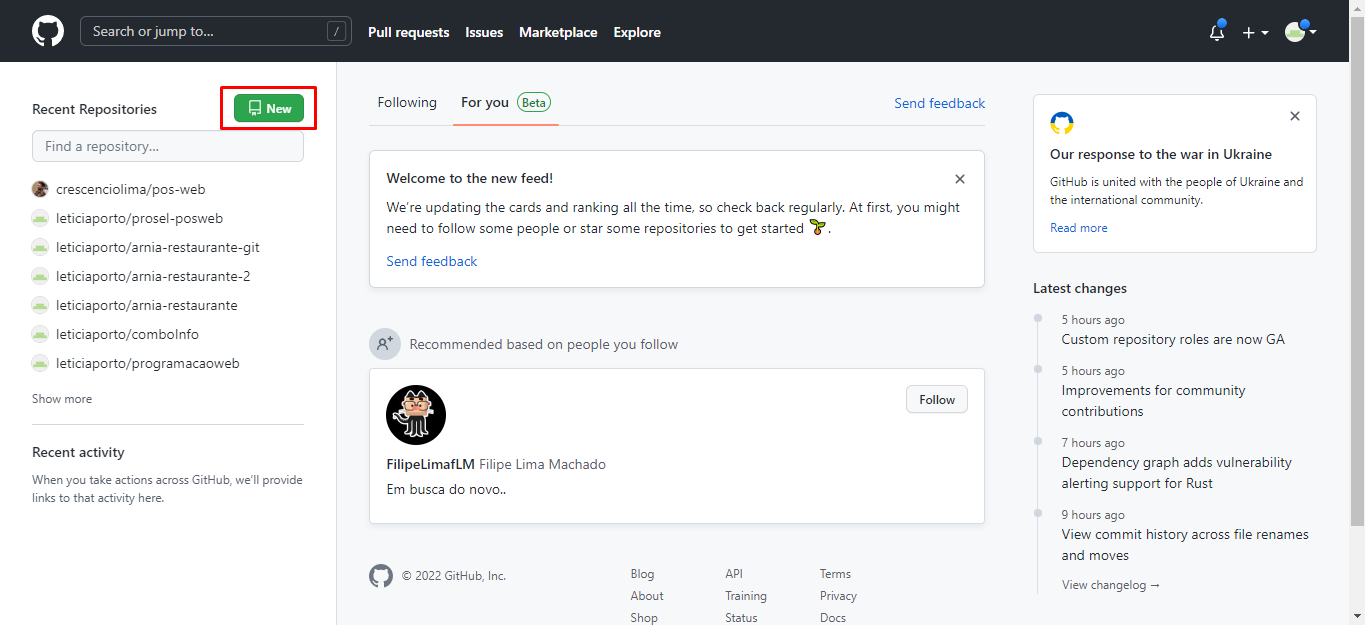 Search or jump to... /
Pull requests Issues Marketplace Explore
Recent Repositories
New
Find a repository...
crescenciolima/pos-web
leticiaporto/prosel-posweb
leticiaporto/arnia-restaurante-git
leticiaporto/arnia-restaurante-2
leticiaporto/arnia-restaurante
leticiaporto/comboInfo
leticiaporto/programacaoweb
Show more
Recent activity
When you take actions across GitHub, we'll provide
links to that activity here.
Following
For you Beta
Send feedback
Welcome to the new feed!
We're updating the cards and ranking all the time, so check back regularly. At first, you might
need to follow some people or star some repositories to get started 🌱.
Send feedback
Recommended based on people you follow
Follow
FilipeLimafLM Filipe Lima Machado
Em busca do novo..
© 2022 GitHub, Inc.
Blog
About
Shop
API
Training
Status
Terms
Privacy
Docs
Our response to the war in Ukraine
GitHub is united with the people of Ukraine and
the international community.
Read more
Latest changes
5 hours ago
Custom repository roles are now GA
5 hours ago
Improvements for community
contributions
7 hours ago
Dependency graph adds vulnerability
alerting support for Rust
9 hours ago
View commit history across file renames
and moves
View changelog →